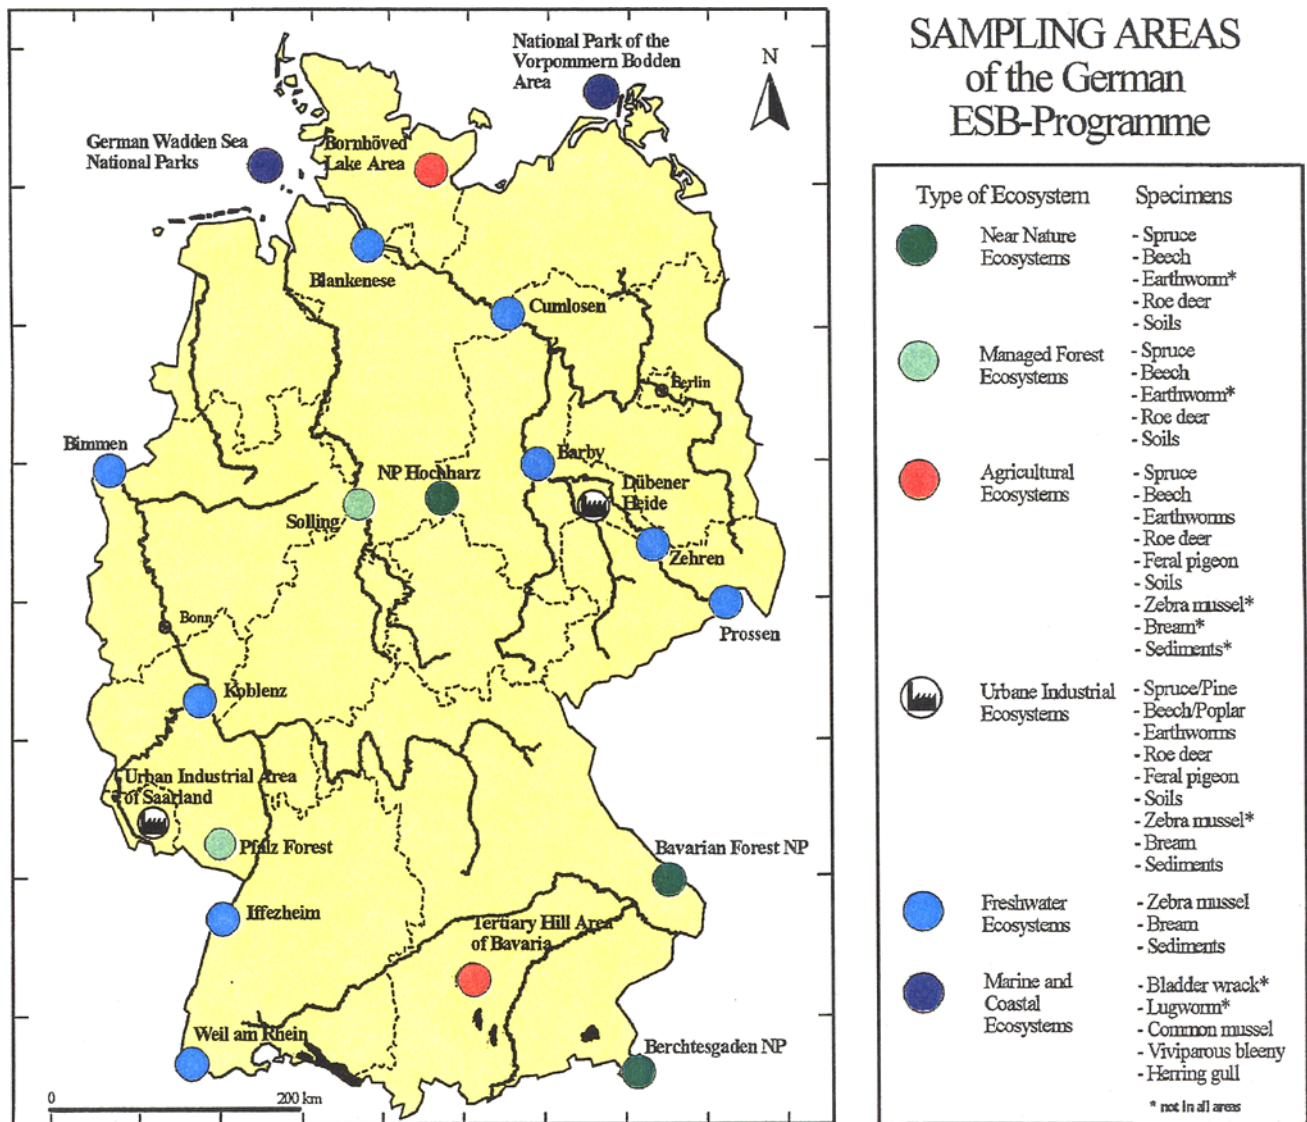 SAMPLING AREAS
of the German
ESB-Programme
National Park of the
Vorpommern Bodden
Area
N
German Wadden Sea
National Parks
Bornhöved
Lake Area
Blankenese
Cumlosen
Berlin
Bimmen
Barby
NP Hochharz
Dübener
Heide
Solling
Zehren
Bonn
Prossen
Koblenz
Urban Industrial Area
of Saarland
Pfalz Forest
Bavarian Forest NP
Iffezheim
Tertiary Hill Area
of Bavaria
Weil am Rhein
Berchtesgaden NP
0 200 km
Type of Ecosystem Specimens
Near Nature
Ecosystems
- Spruce
- Beech
- Earthworm*
- Roe deer
- Soils
Managed Forest
Ecosystems
- Spruce
- Beech
- Earthworm*
- Roe deer
- Soils
Agricultural
Ecosystems
- Spruce
- Beech
- Earthworms
- Roe deer
- Feral pigeon
- Soils
- Zebra mussel*
- Bream*
- Sediments*
Urbane Industrial
Ecosystems
- Spruce/Pine
- Beech/Poplar
- Earthworms
- Roe deer
- Feral pigeon
- Soils
- Zebra mussel*
- Bream
- Sediments
Freshwater
Ecosystems
- Zebra mussel
- Bream
- Sediments
Marine and
Coastal
Ecosystems
- Bladder wrack*
- Lugworm*
- Common mussel
- Viviparous bleeny
- Herring gull
* not in all areas